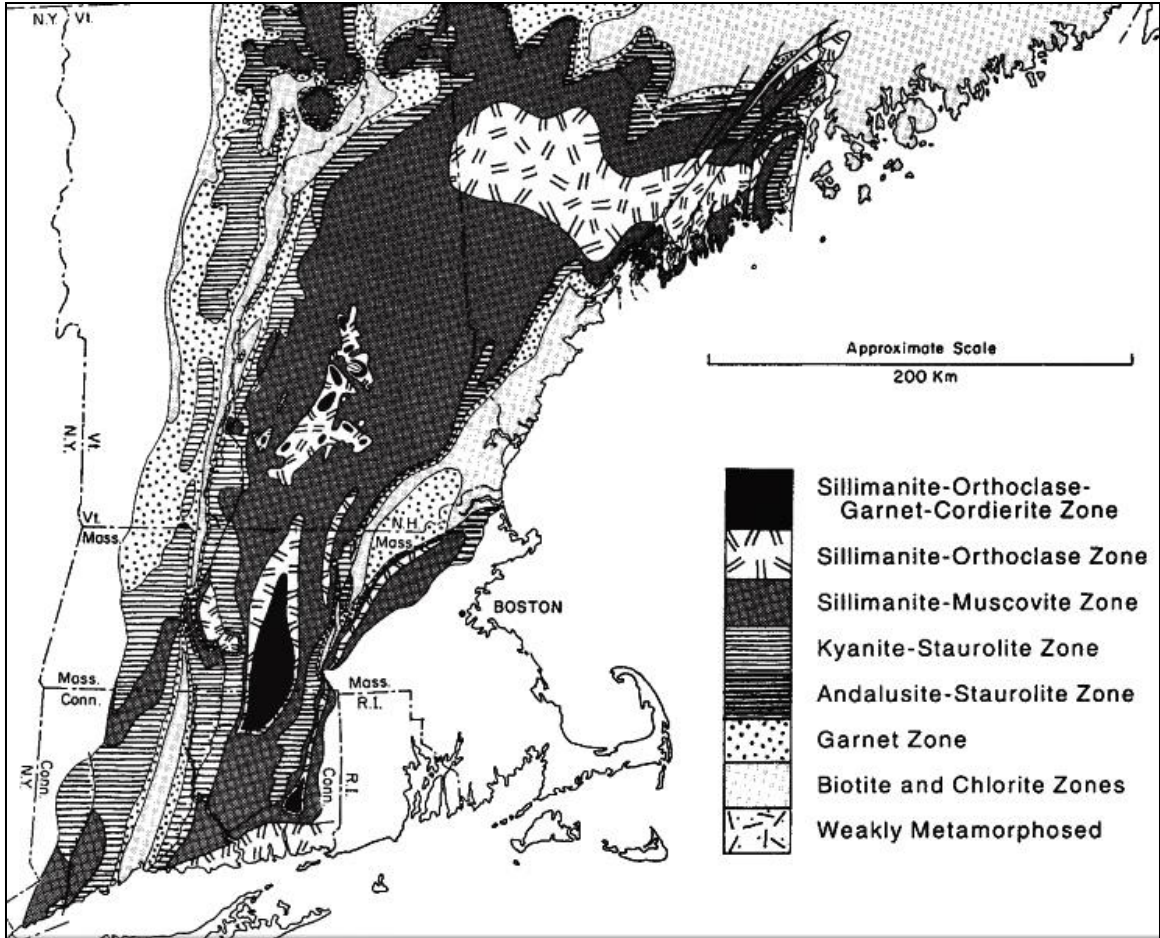 N.Y. Vt.
Approximate Scale
200 Km
Vt.
N.Y.
Vt.
Mass.
N.H.
Mass.
BOSTON
Mass.
Conn.
Mass.
R.I.
Conn.
N.Y.
R.I.
Conn.
Sillimanite-Orthoclase-
Garnet-Cordierite Zone
Sillimanite-Orthoclase Zone
Sillimanite-Muscovite Zone
Kyanite-Staurolite Zone
Andalusite-Staurolite Zone
Garnet Zone
Biotite and Chlorite Zones
Weakly Metamorphosed